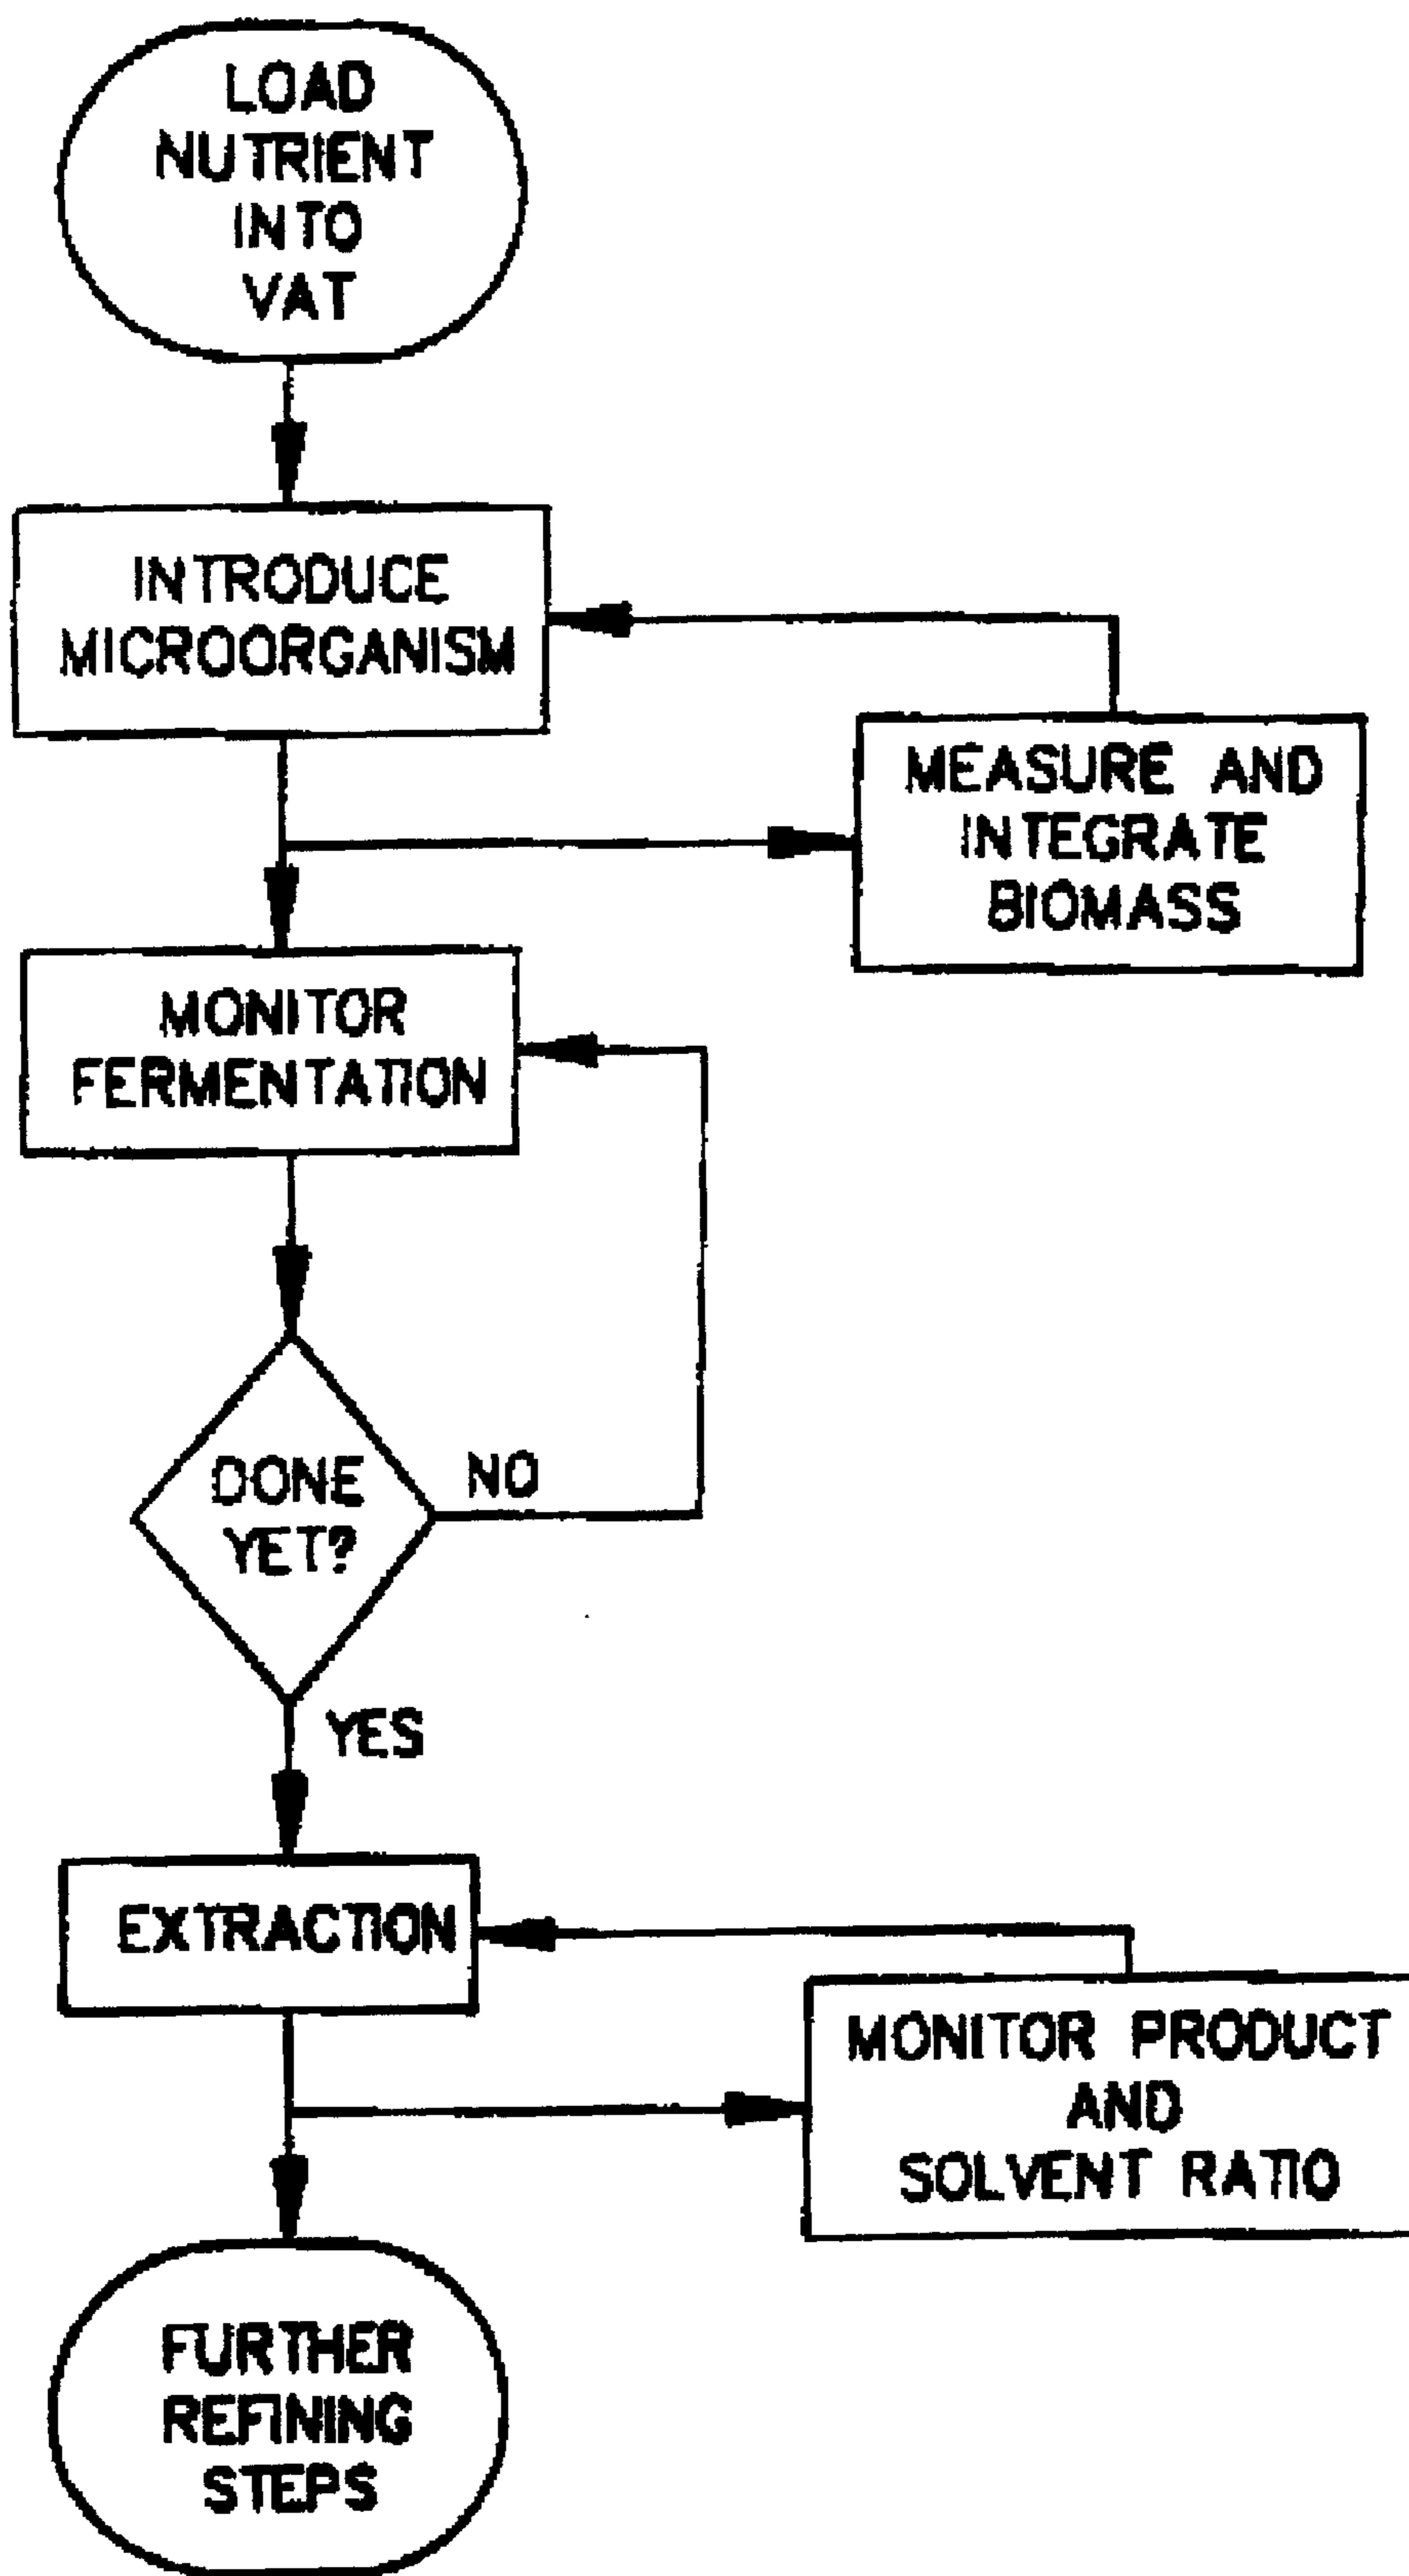 LOAD
NUTRIENT
INTO
VAT
INTRODUCE
MICROORGANISM
MEASURE AND
INTEGRATE
BIOMASS
MONITOR
FERMENTATION
DONE
YET?
NO
YES
EXTRACTION
MONITOR PRODUCT
AND
SOLVENT RATIO
FURTHER
REFINING
STEPS